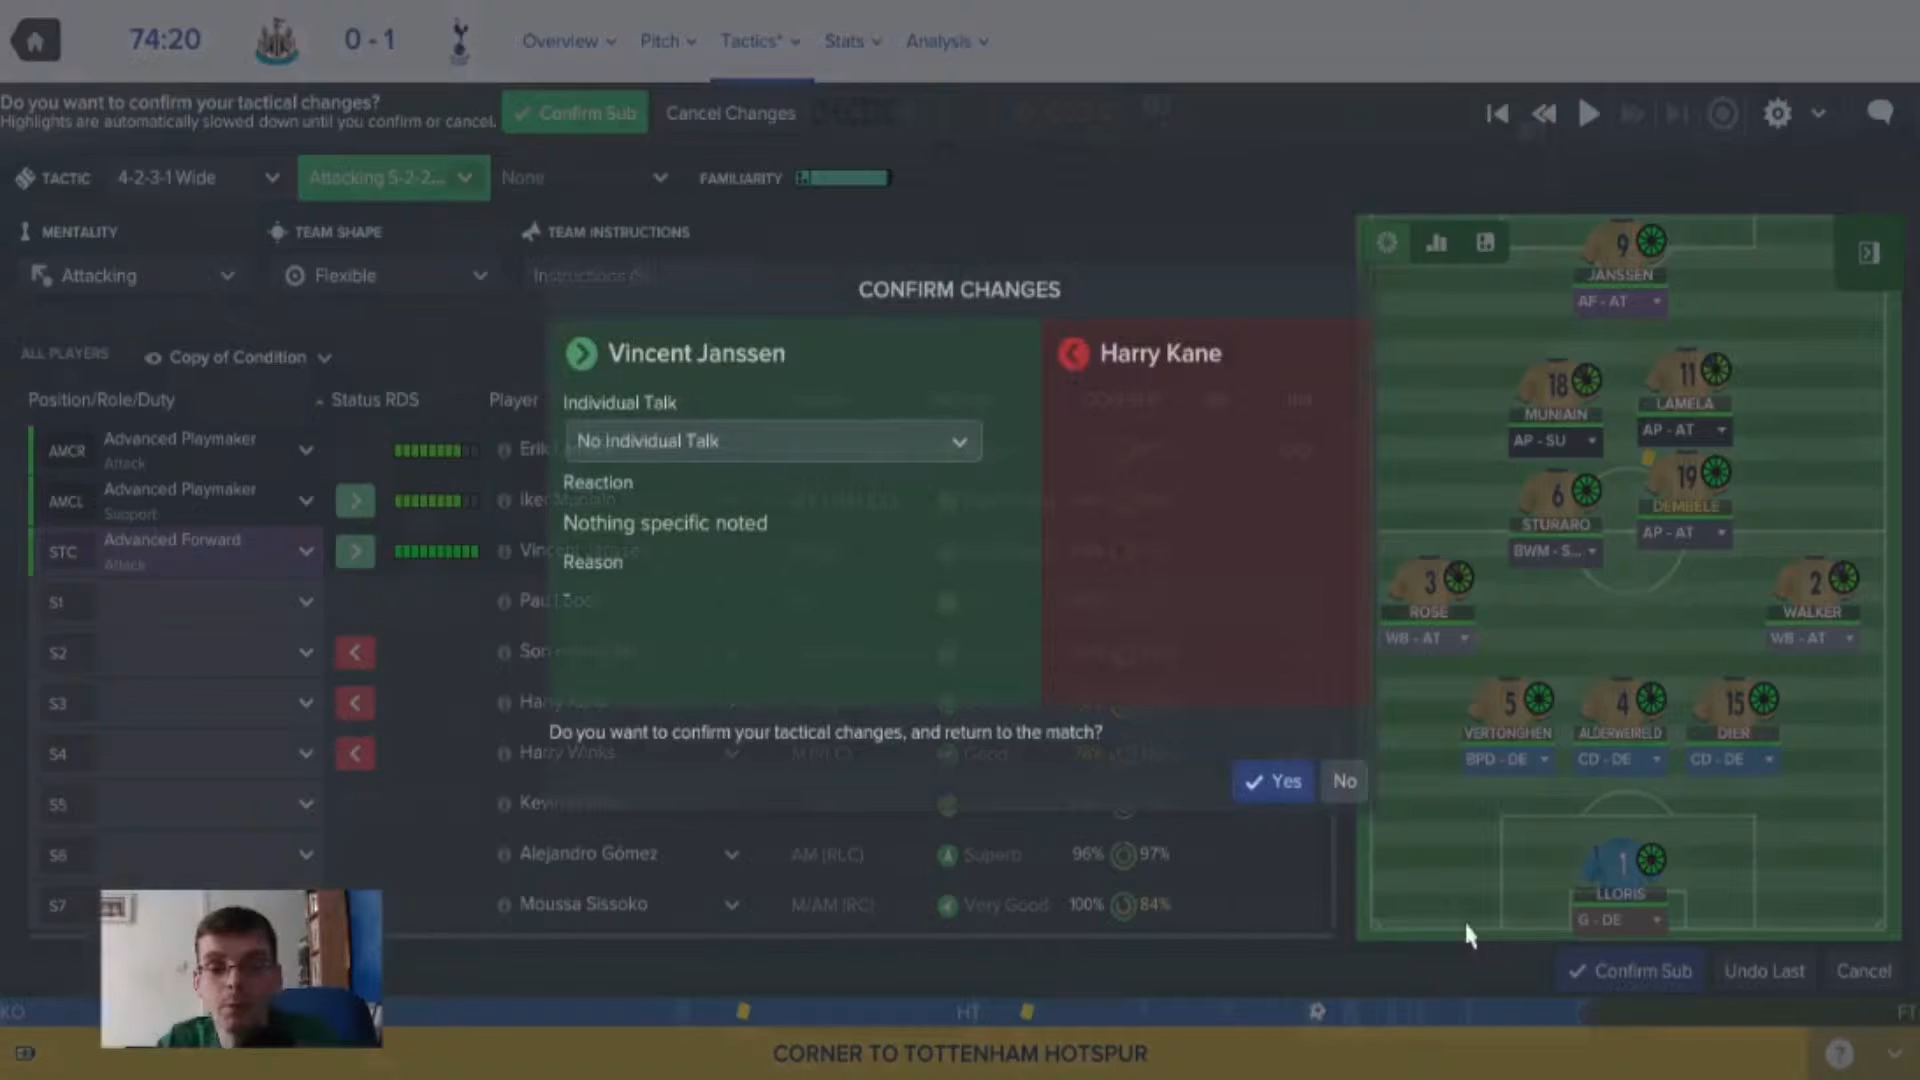 74:20
0 - 1
Overview
Pitch
Tactics*
Stats
Analysis
Do you want to confirm your tactical changes?
Highlights are automatically slowed down until you confirm or cancel.
Confirm Sub
Cancel Changes
TACTIC
4-2-3-1 Wide
Attacking 5-2-2...
None
FAMILIARITY
MENTALITY
TEAM SHAPE
TEAM INSTRUCTIONS
Attacking
Flexible
Instructions
CONFIRM CHANGES
Vincent Janssen
Harry Kane
Individual Talk
No Individual Talk
Reaction
Nothing specific noted
Reason
-
Do you want to confirm your tactical changes, and return to the match?
Yes
No
ALL PLAYERS
Copy of Condition
Position/Role/Duty
Status RDS
Player
AMCR
Advanced Playmaker
Attack
AMCL
Advanced Playmaker
Support
STC
Advanced Forward
Attack
S1
S2
S3
S4
Harry Winks
Good
S5
S6
Alejandro Gómez
AM (RLC)
Superb
96%
97%
S7
Moussa Sissoko
M/AM (RC)
Very Good
100%
84%
9
JANSSEN
AF - AT
18
MUNIAIN
AP - SU
11
LAMELA
AP - AT
6
STURARO
BWM - S...
19
DEMBELE
AP - AT
3
ROSE
WB - AT
2
WALKER
WB - AT
5
VERTONGHEN
BPD - DE
4
ALDERWEIRELD
CD - DE
15
DIER
CD - DE
1
LLORIS
G - DE
Confirm Sub
Undo Last
Cancel
KO
HT
FT
CORNER TO TOTTENHAM HOTSPUR